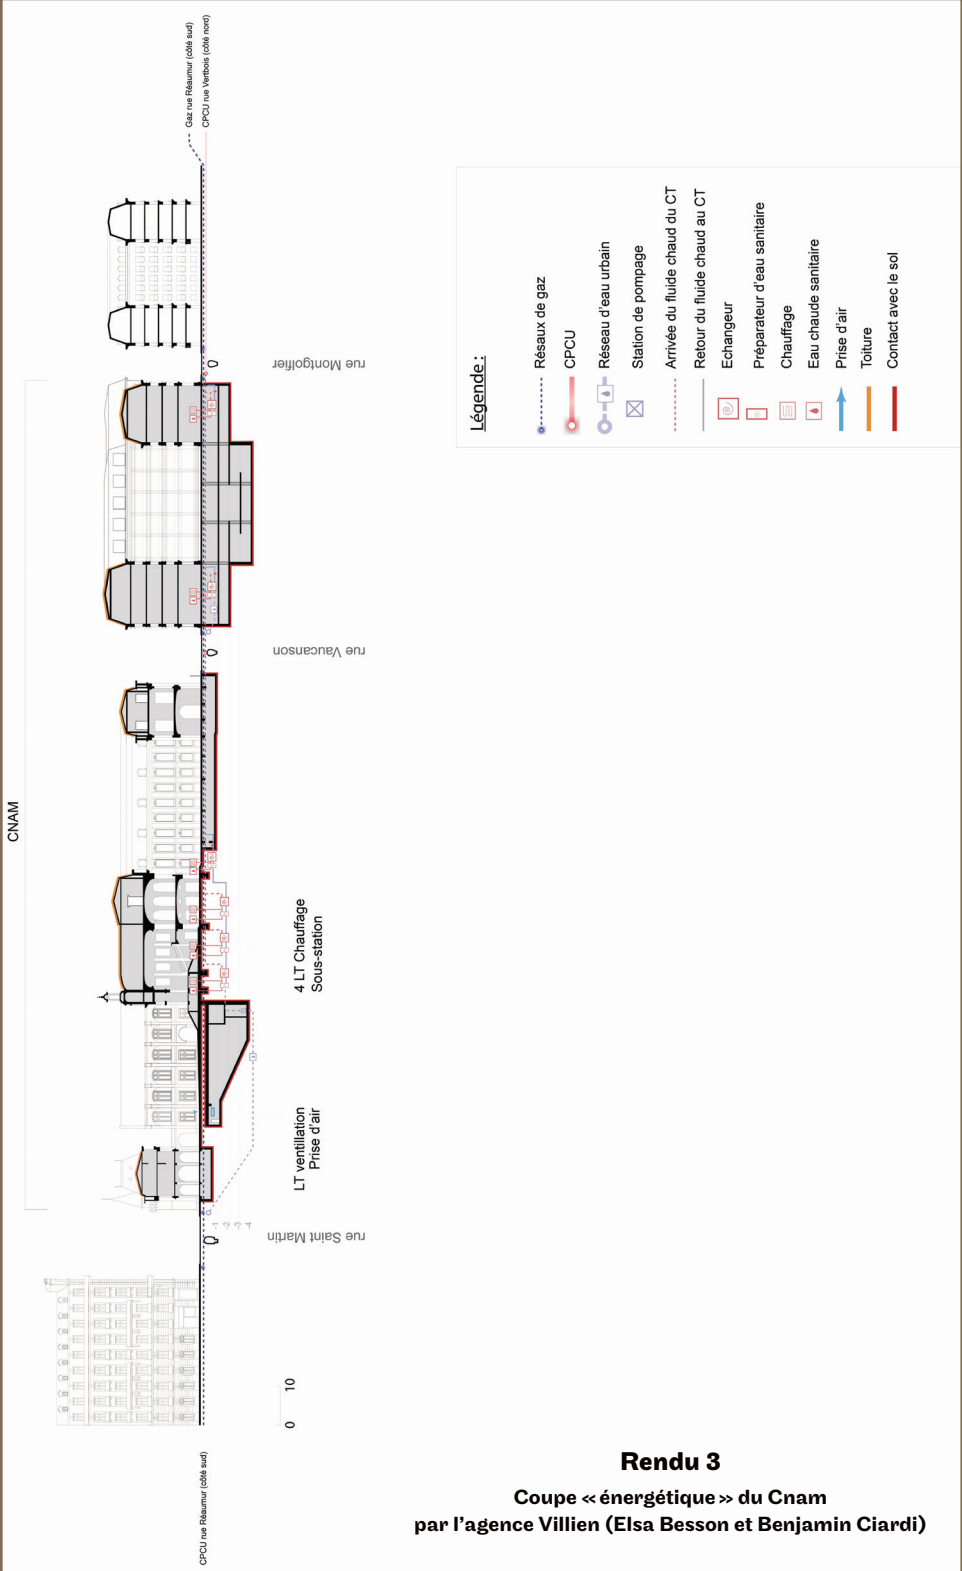 CNAM
CPCU rue Réaumur (côté sud)
rue Saint Martin
rue Vaucanson
rue Montgolfier
Gaz rue Réaumur (côté sud)
CPCU rue Vertbois (côté nord)
-1
-2
-3
-4
LT ventillation
Prise d'air
4 LT Chauffage
Sous-station
0 10
Légende :
Résaux de gaz
CPCU
Réseau d'eau urbain
Station de pompage
Arrivée du fluide chaud du CT
Retour du fluide chaud au CT
Echangeur
Préparateur d'eau sanitaire
Chauffage
Eau chaude sanitaire
Prise d'air
Toiture
Contact avec le sol
Rendu 3
Coupe « énergétique » du Cnam
par l'agence Villien (Elsa Besson et Benjamin Ciardi)